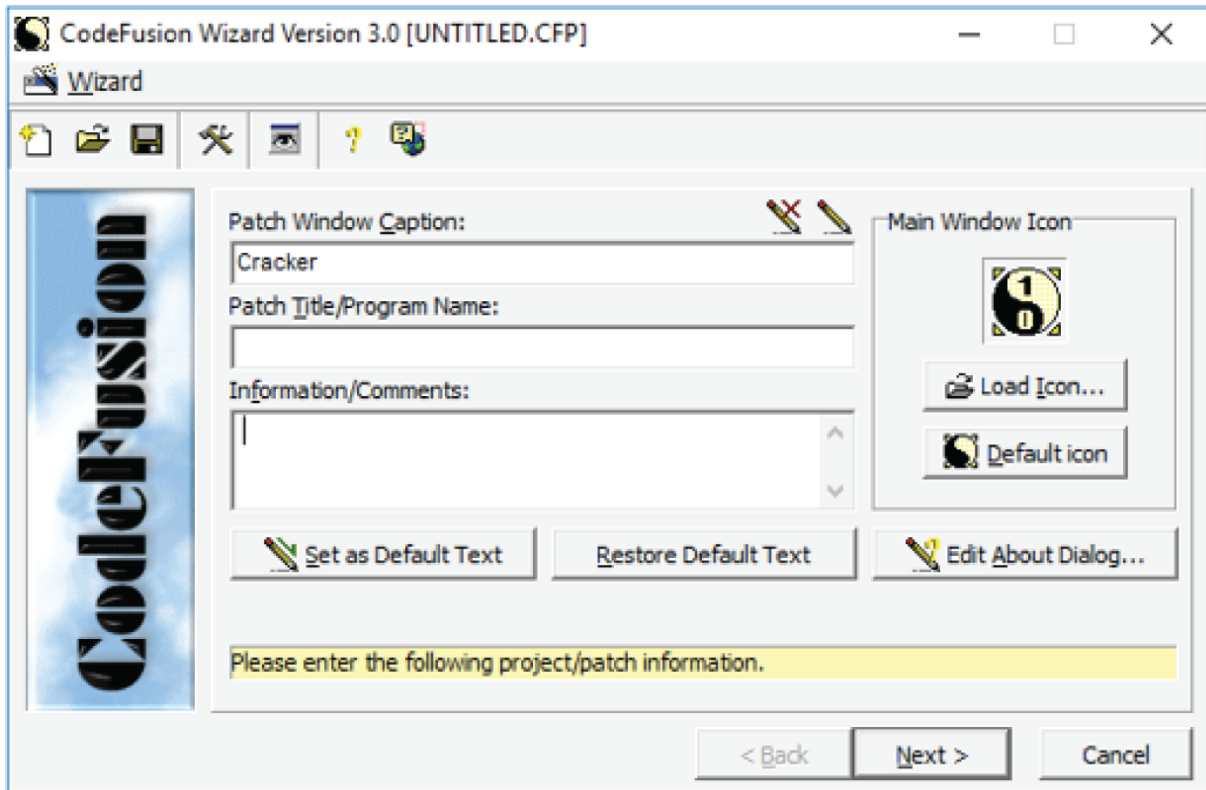 CodeFusion Wizard Version 3.0 [UNTITLED.CFP]
Wizard
CodeFusion
Patch Window Caption:
Cracker
Patch Title/Program Name:
Information/Comments:
Main Window Icon
1
0
Load Icon...
Default icon
Set as Default Text
Restore Default Text
Edit About Dialog...
Please enter the following project/patch information.
< Back
Next >
Cancel